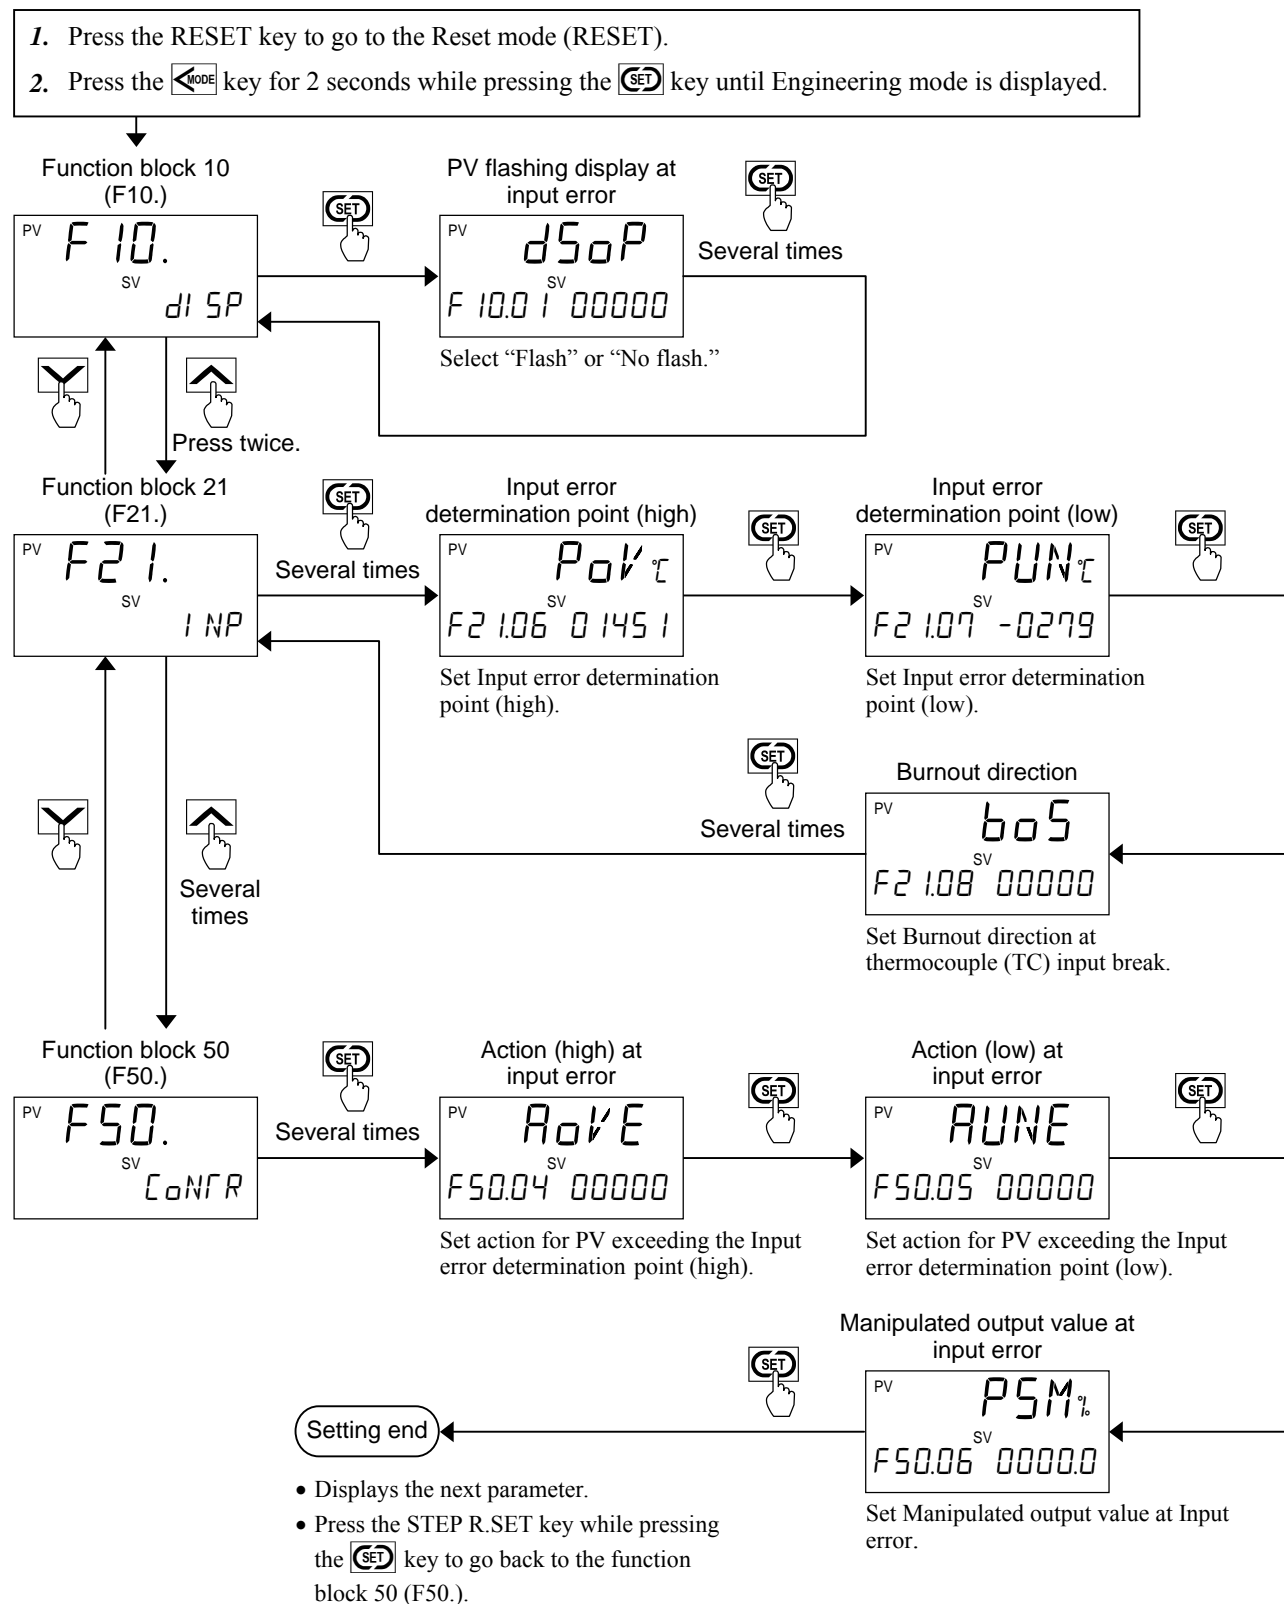 1. Press the RESET key to go to the Reset mode (RESET).
2. Press the <MODE key for 2 seconds while pressing the SET key until Engineering mode is displayed.
Function block 10
(F10.)
PV F 10.
SV
dI SP
SET
PV flashing display at
input error
PV dSoP
SV
F 10.01 00000
Select “Flash” or “No flash.”
SET
Several times
Press twice.
Function block 21
(F21.)
PV F21.
SV
I NP
SET
Several times
Input error
determination point (high)
PV PoV ℃
SV
F21.06 01451
Set Input error determination
point (high).
SET
Input error
determination point (low)
PV PUN ℃
SV
F21.07 -0279
Set Input error determination
point (low).
SET
Burnout direction
PV boS
SV
F21.08 00000
Set Burnout direction at
thermocouple (TC) input break.
SET
Several times
Several
times
Function block 50
(F50.)
PV F50.
SV
CoNTR
SET
Several times
Action (high) at
input error
PV AoVE
SV
F50.04 00000
Set action for PV exceeding the Input
error determination point (high).
SET
Action (low) at
input error
PV AUNE
SV
F50.05 00000
Set action for PV exceeding the Input
error determination point (low).
SET
Manipulated output value at
input error
PV PSM %
SV
F50.06 0000.0
Set Manipulated output value at Input
error.
SET
Setting end
• Displays the next parameter.
• Press the STEP R.SET key while pressing
the SET key to go back to the function
block 50 (F50.).